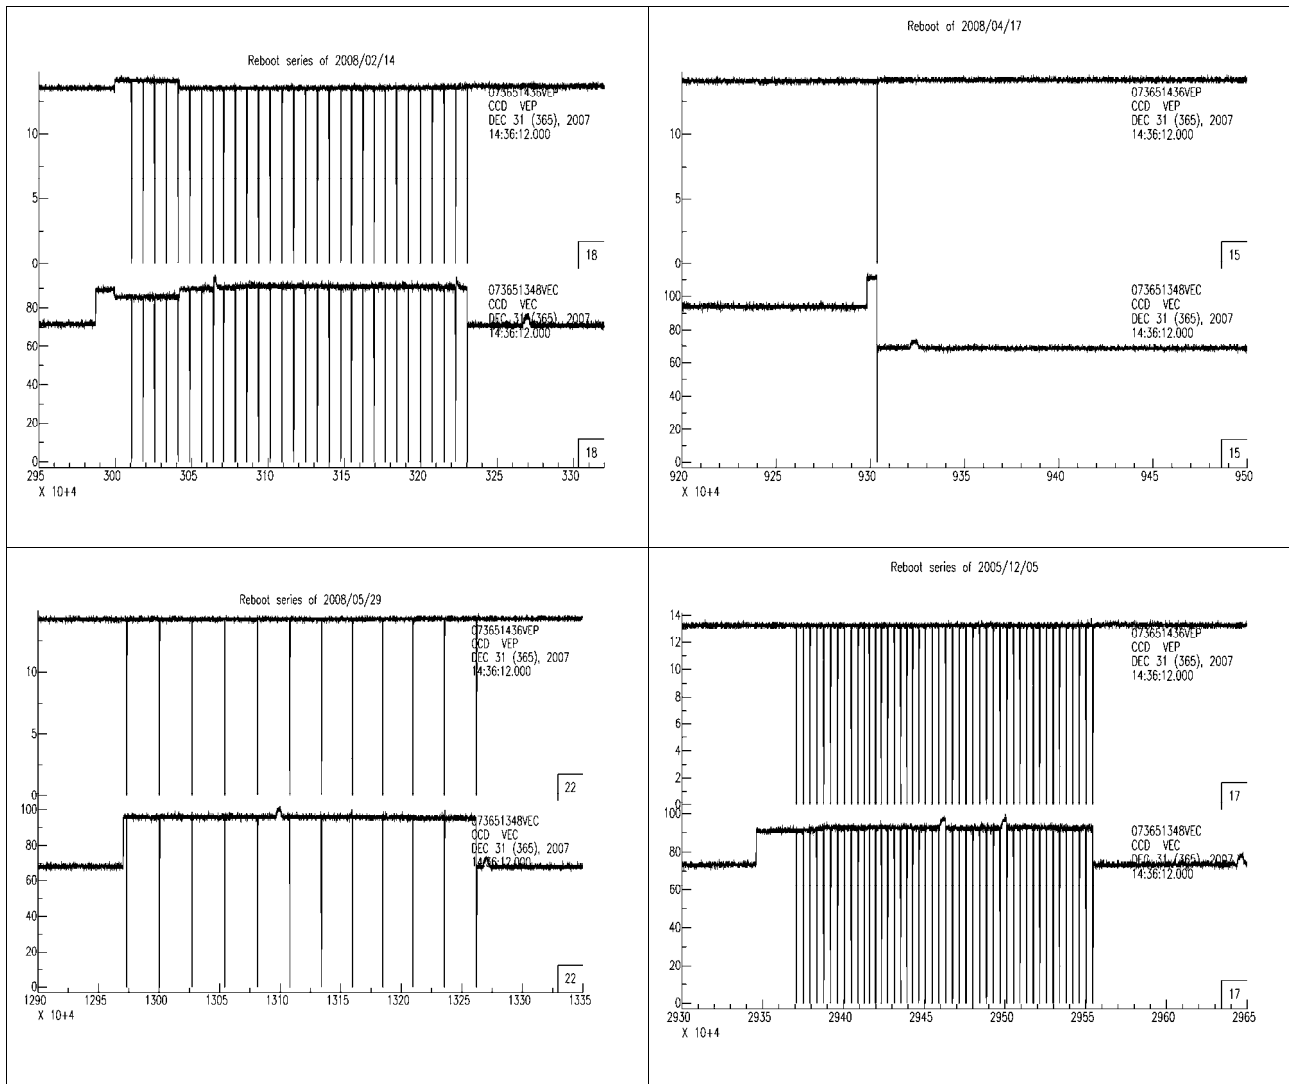 Reboot series of 2008/02/14
073651436VEP
CCD VEP
DEC 31 (365), 2007
14:36:12.000
10
5
0
18
073651348VEC
CCD VEC
DEC 31 (365), 2007
14:36:12.000
80
60
40
20
0
18
295 300 305 310 315 320 325 330
X 10+4
Reboot of 2008/04/17
073651436VEP
CCD VEP
DEC 31 (365), 2007
14:36:12.000
10
5
0
15
073651348VEC
CCD VEC
DEC 31 (365), 2007
14:36:12.000
100
80
60
40
20
0
15
920 925 930 935 940 945 950
X 10+4
Reboot series of 2008/05/29
073651436VEP
CCD VEP
DEC 31 (365), 2007
14:36:12.000
10
5
0
22
073651348VEC
CCD VEC
DEC 31 (365), 2007
14:36:12.000
100
80
60
40
20
0
22
1290 1295 1300 1305 1310 1315 1320 1325 1330 1335
X 10+4
Reboot series of 2005/12/05
073651436VEP
CCD VEP
DEC 31 (365), 2007
14:36:12.000
14
12
10
8
6
4
2
0
17
073651348VEC
CCD VEC
DEC 31 (365), 2007
14:36:12.000
100
80
60
40
20
0
17
2930 2935 2940 2945 2950 2955 2960 2965
X 10+4